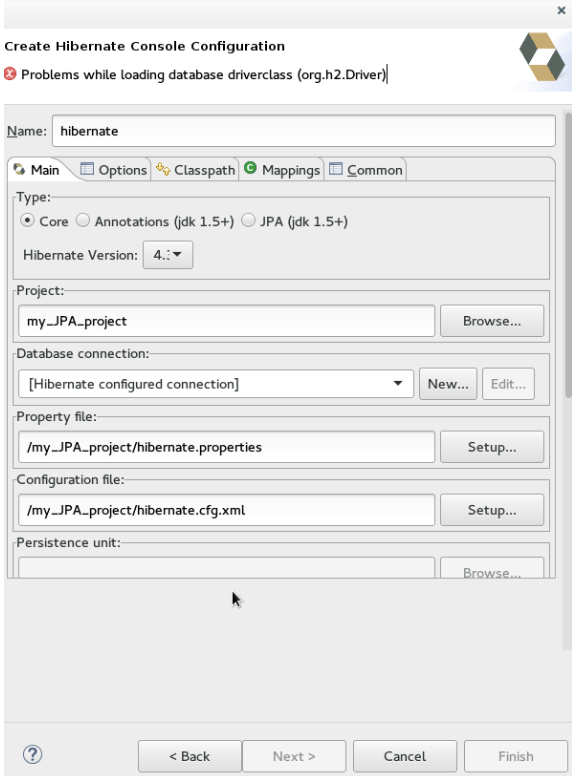 Create Hibernate Console Configuration
Problems while loading database driverclass (org.h2.Driver)
Name: hibernate
Main Options Classpath Mappings Common
Type:
Core Annotations (jdk 1.5+) JPA (jdk 1.5+)
Hibernate Version:
Project:
my_JPA_project Browse...
Database connection:
[Hibernate configured connection] New... Edit...
Property file:
/my_JPA_project/hibernate.properties Setup...
Configuration file:
/my_JPA_project/hibernate.cfg.xml Setup...
Persistence unit:
Browse...
< Back Next > Cancel Finish